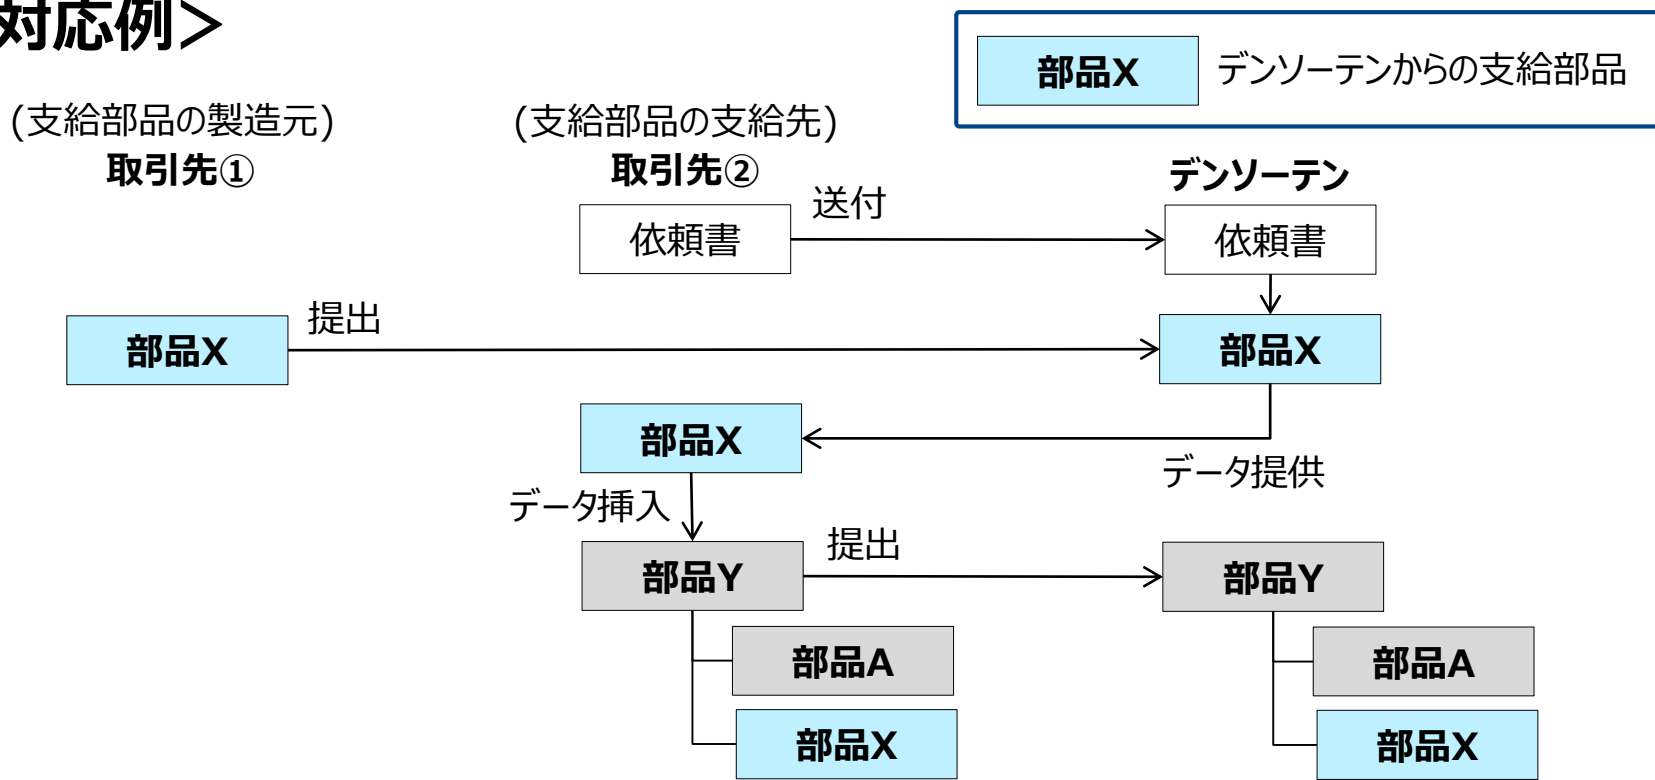 対応例＞
部品X
デンソーテンからの支給部品
(支給部品の製造元)
(支給部品の支給先)
取引先①
取引先②
デンソーテン
依頼書
送付
依頼書
部品X
提出
部品X
部品X
データ提供
データ挿入
部品Y
提出
部品Y
部品A
部品A
部品X
部品X